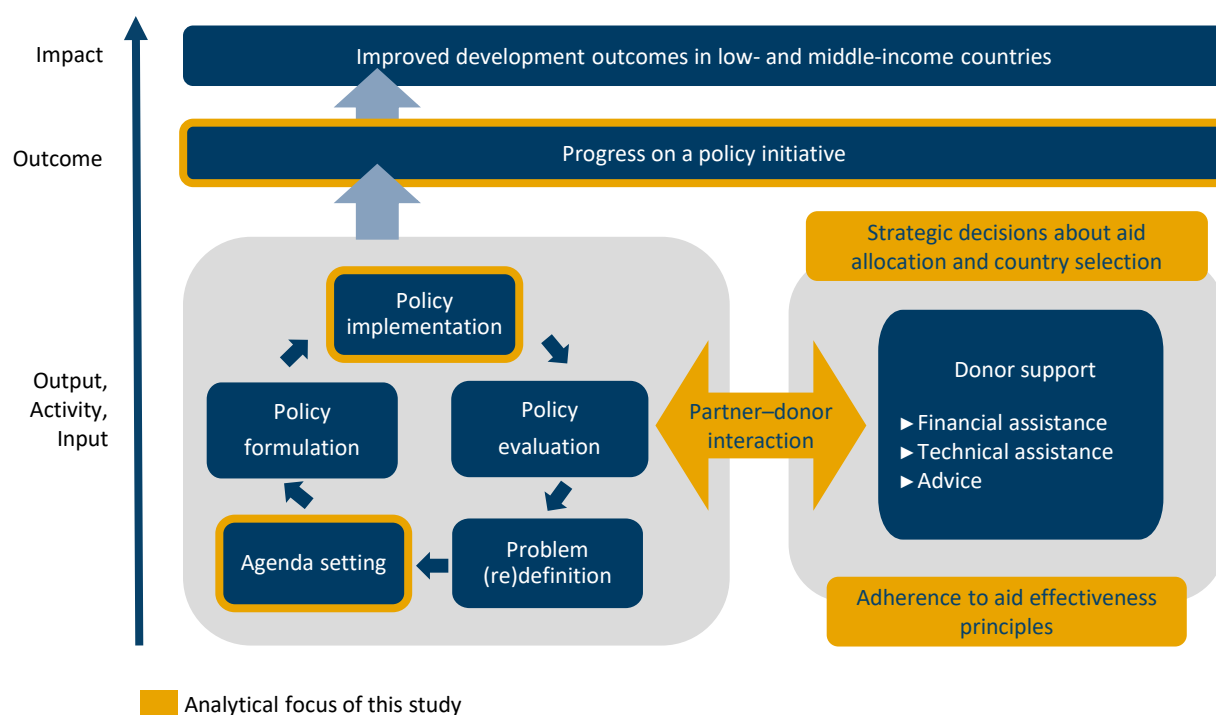 Impact
Improved development outcomes in low- and middle-income countries
Outcome
Progress on a policy initiative
Output,
Activity,
Input
Policy
implementation
Policy
formulation
Policy
evaluation
Agenda setting
Problem
(re)definition
Partner–donor
interaction
Strategic decisions about aid
allocation and country selection
Donor support
►Financial assistance
►Technical assistance
►Advice
Adherence to aid effectiveness
principles
Analytical focus of this study